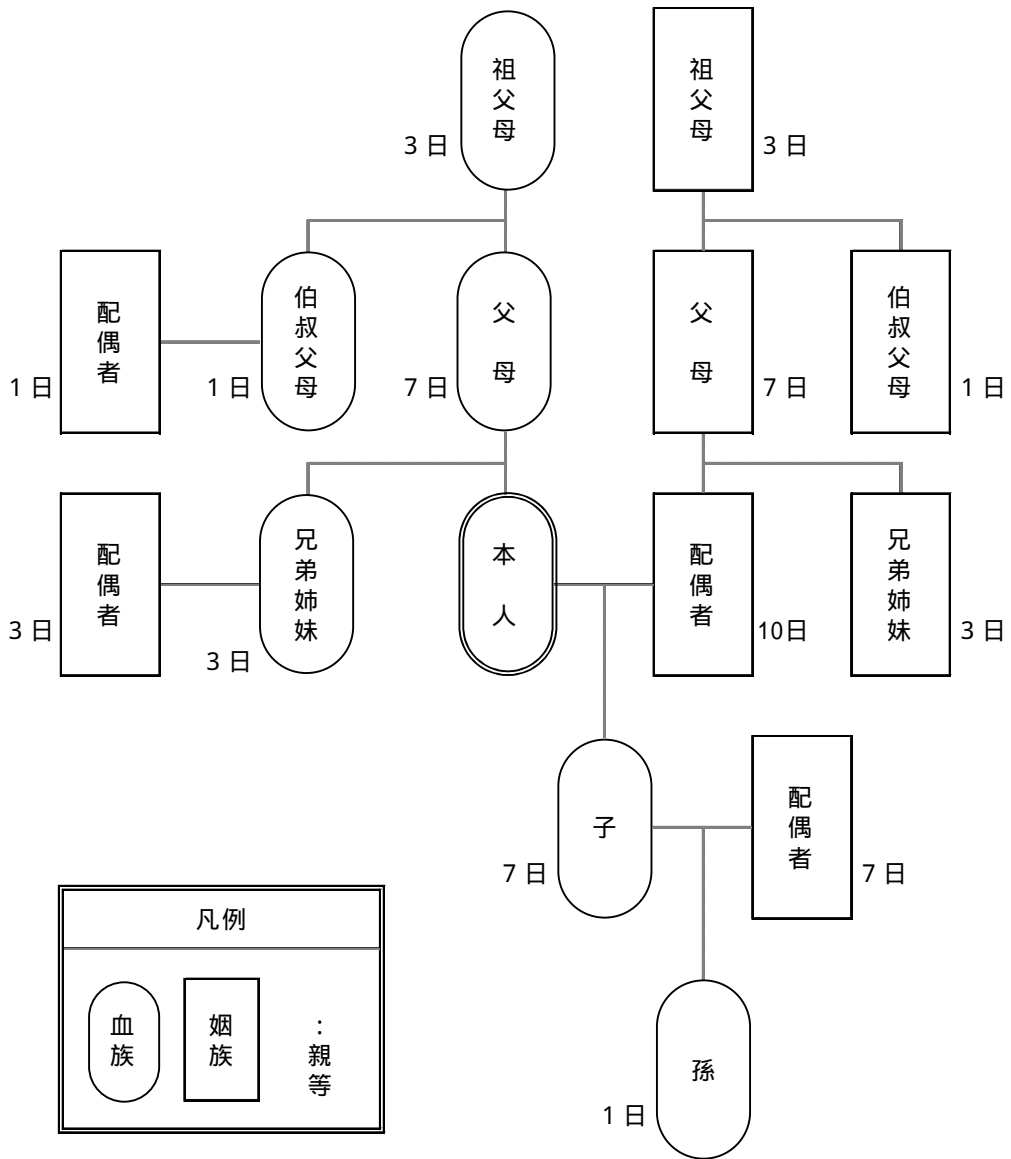 祖父母
3 日
祖父母
3 日
配偶者
1 日
伯叔父母
1 日
父母
7 日
父母
7 日
伯叔父母
1 日
配偶者
3 日
兄弟姉妹
3 日
本人
配偶者
10日
兄弟姉妹
3 日
子
7 日
配偶者
7 日
孫
1 日
凡例
血族
姻族
:親等